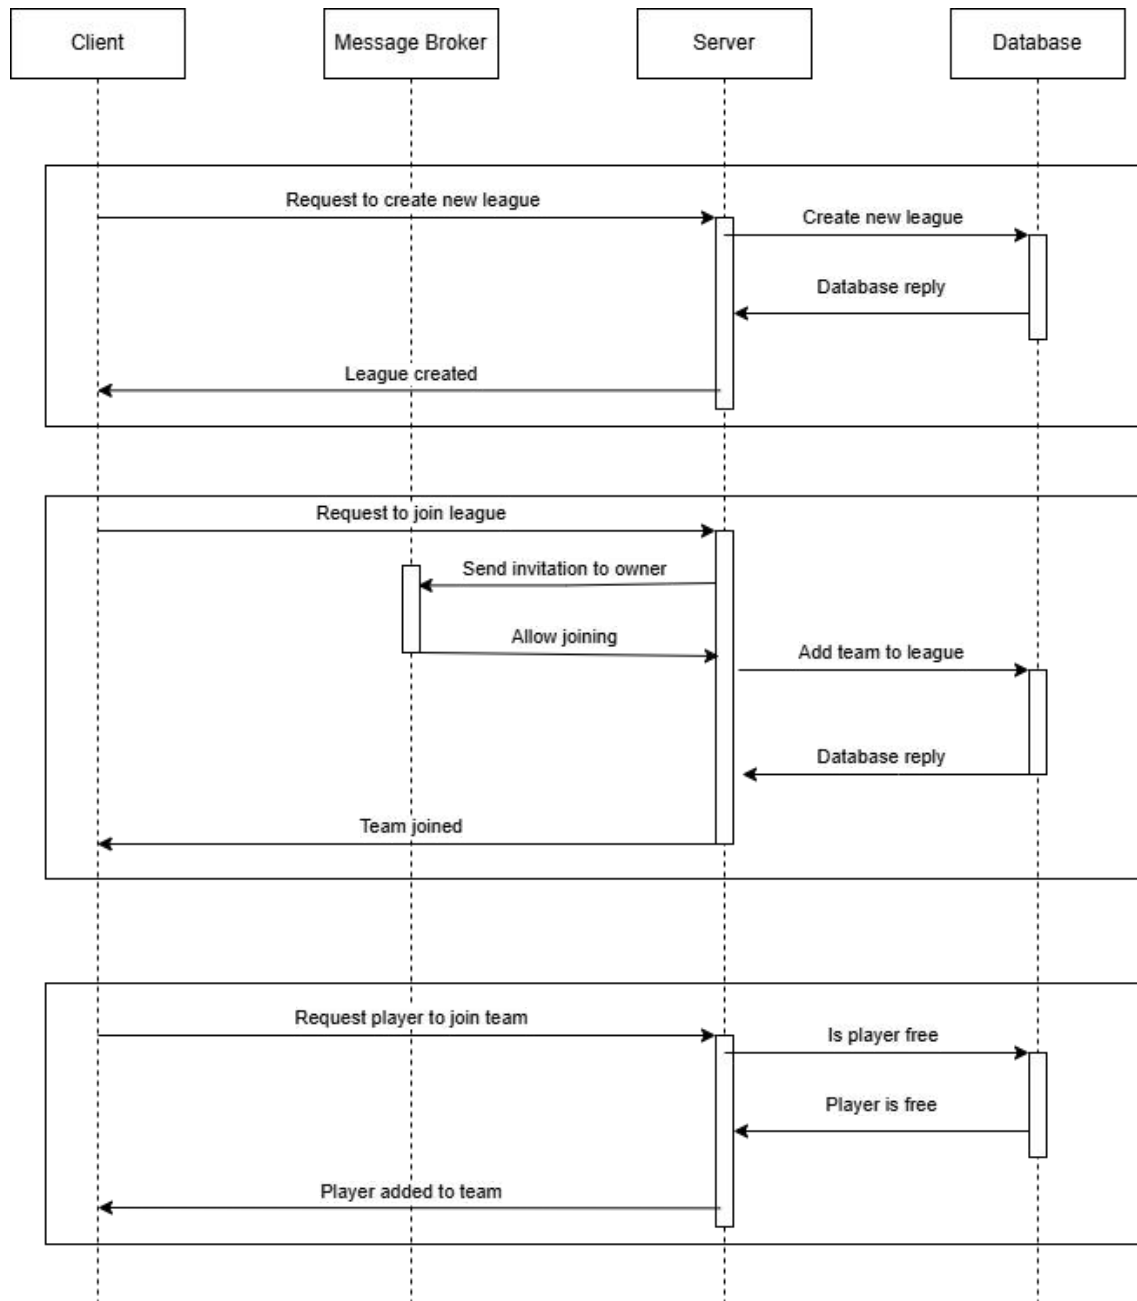 Client
Message Broker
Server
Database
Request to create new league
Create new league
Database reply
League created
Request to join league
Send invitation to owner
Allow joining
Add team to league
Database reply
Team joined
Request player to join team
Is player free
Player is free
Player added to team